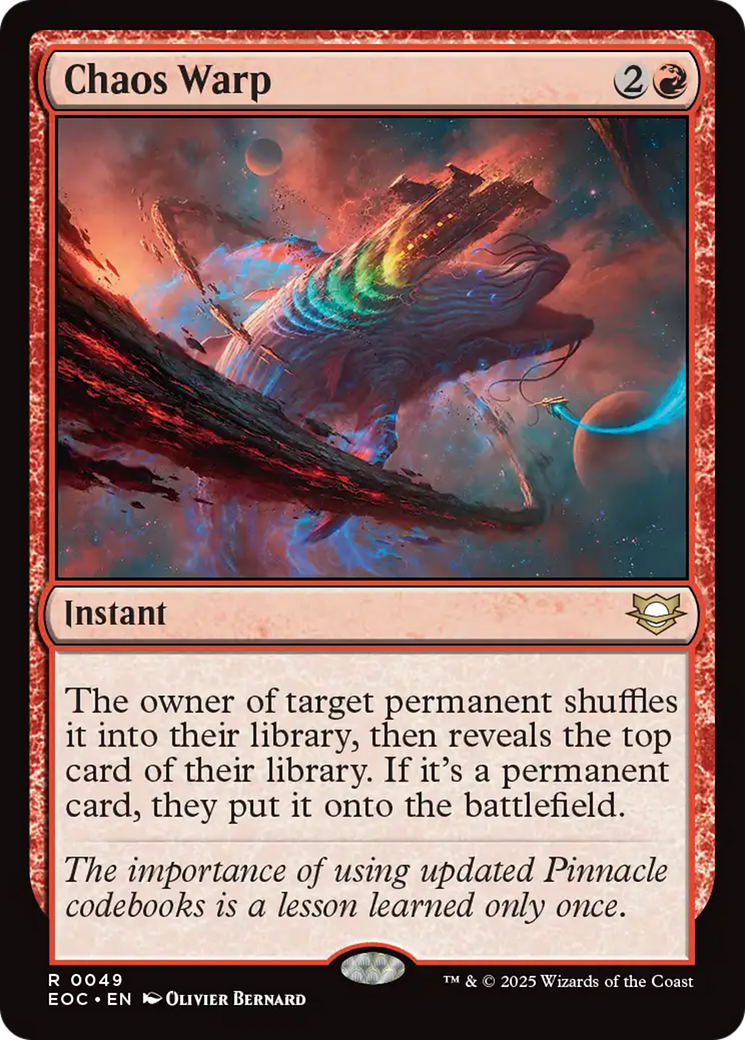 Chaos Warp 2
Instant
The owner of target permanent shuffles
it into their library, then reveals the top
card of their library. If it's a permanent
card, they put it onto the battlefield.
The importance of using updated Pinnacle
codebooks is a lesson learned only once.
R 0049
EOC • EN Olivier Bernard
™ & © 2025 Wizards of the Coast